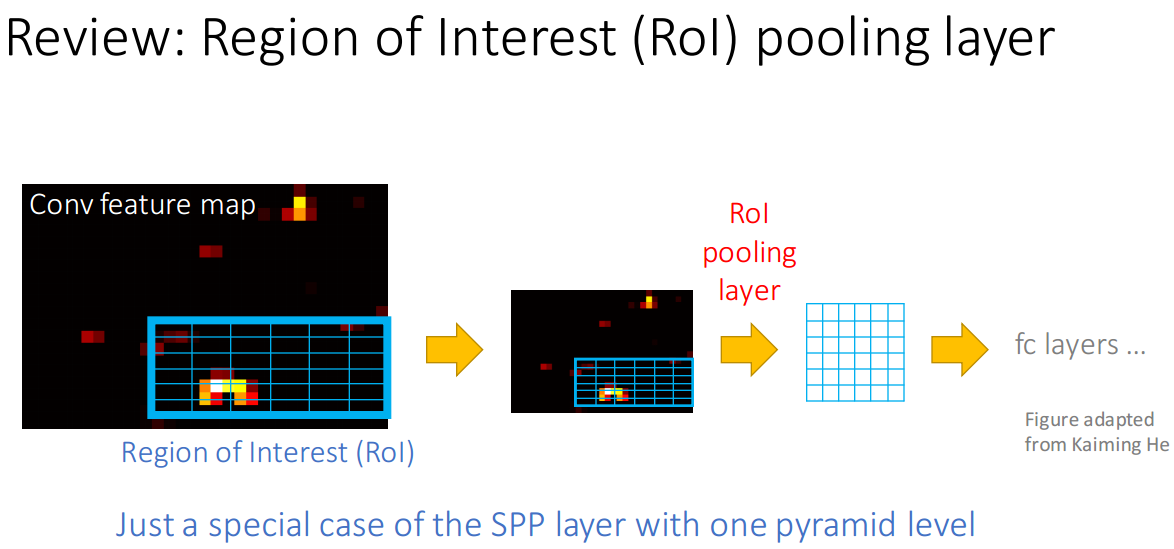 Review: Region of Interest (RoI) pooling layer
Conv feature map
RoI
pooling
layer
fc layers ...
Figure adapted
from Kaiming He
Region of Interest (RoI)
Just a special case of the SPP layer with one pyramid level